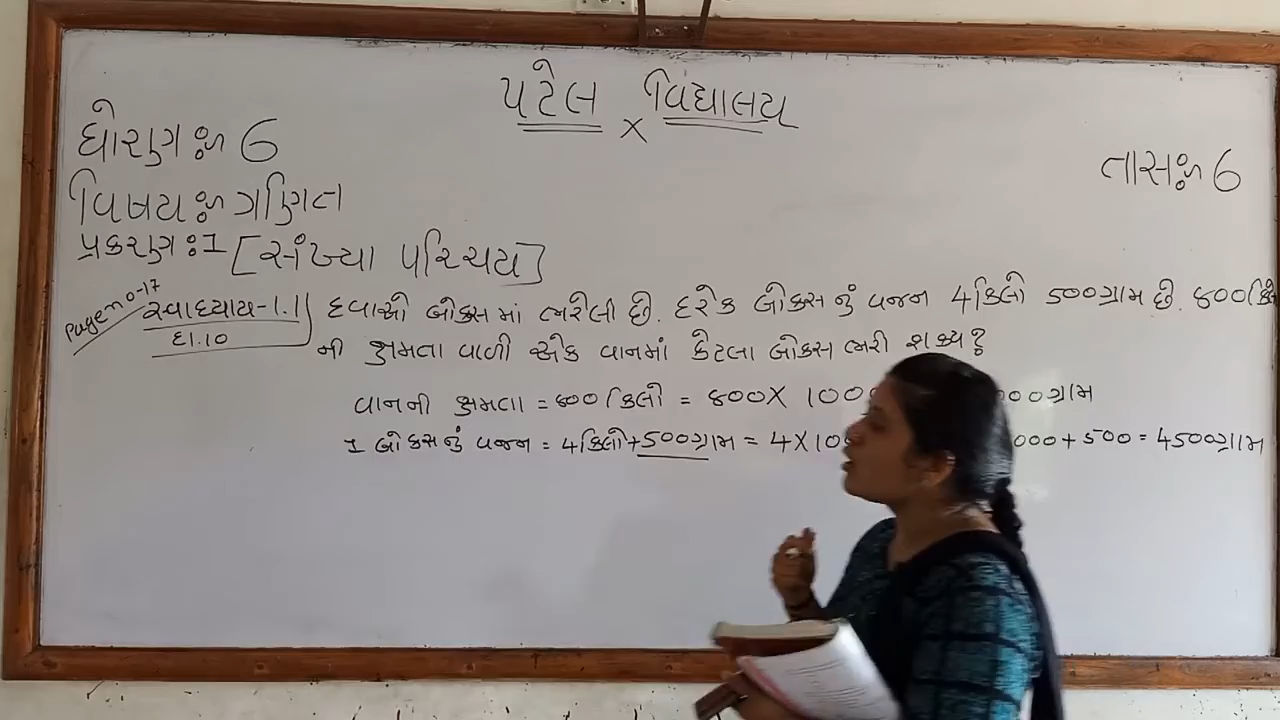 પટેલ વિદ્યાલય
ધોરણ: 6
તાસ: 6
વિષય: ગણિત
પ્રકરણ: 1 [સંખ્યા પરિચય]
Page no-17
સ્વાધ્યાય-1.1 દવાઓ બોક્સમાં ભરેલી છે. દરેક બોક્સનું વજન 4 કિલો 500 ગ્રામ છે. 800
દા.10 ની ક્ષમતા વાળી એક વાનમાં કેટલા બોક્સ ભરી શકાય?
વાનની ક્ષમતા = 800 કિલો = 800 X 100 000 ગ્રામ
1 બોક્સનું વજન = 4 કિલો + 500 ગ્રામ = 4 X 10 000 + 500 = 4500 ગ્રામ